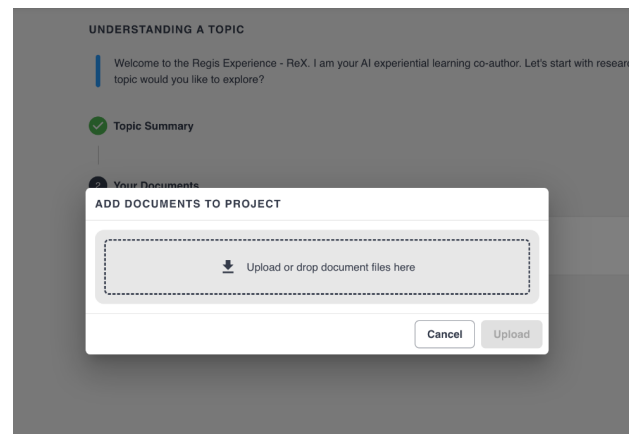 UNDERSTANDING A TOPIC
Welcome to the Regis Experience - ReX. I am your AI experiential learning co-author. Let's start with resear
topic would you like to explore?
Topic Summary
2 Your Documents
ADD DOCUMENTS TO PROJECT
Upload or drop document files here
Cancel Upload